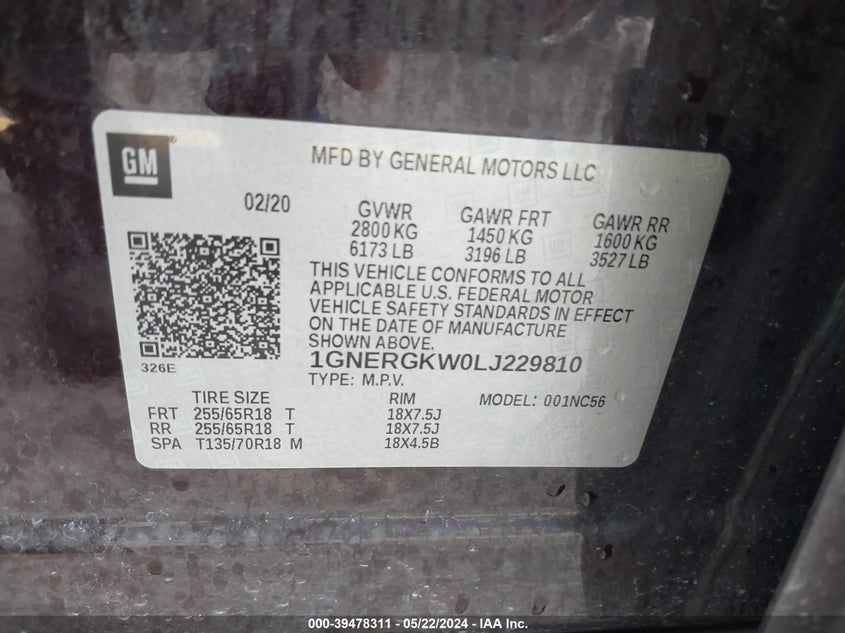 GM
MFD BY GENERAL MOTORS LLC
02/20
GVWR
2800 KG
6173 LB
GAWR FRT
1450 KG
3196 LB
GAWR RR
1600 KG
3527 LB
THIS VEHICLE CONFORMS TO ALL
APPLICABLE U.S. FEDERAL MOTOR
VEHICLE SAFETY STANDARDS IN EFFECT
ON THE DATE OF MANUFACTURE
SHOWN ABOVE.
326E
1GNERGKW0LJ229810
TYPE: M.P.V.
MODEL: 001NC56
TIRE SIZE RIM
FRT 255/65R18 T 18X7.5J
RR 255/65R18 T 18X7.5J
SPA T135/70R18 M 18X4.5B
000-39478311 - 05/22/2024 - IAA Inc.